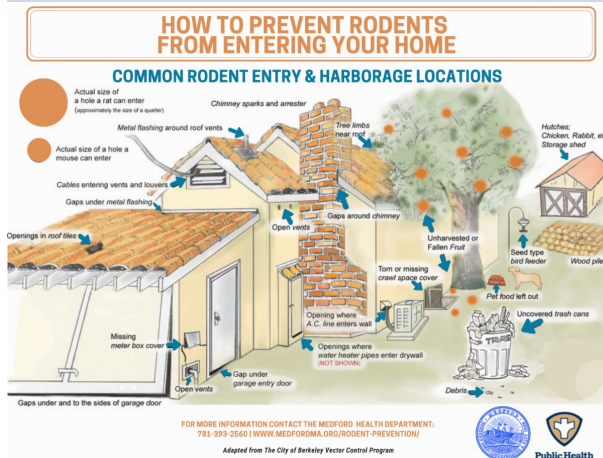 HOW TO PREVENT RODENTS
FROM ENTERING YOUR HOME
COMMON RODENT ENTRY & HARBORAGE LOCATIONS
Actual size of
a hole a rat can enter
(approximately the size of a quarter)
Actual size of a hole a
mouse can enter
Chimney sparks and arrester
Metal flashing around roof vents
Tree limbs
near roof
Hutches;
Chicken, Rabbit, et
Storage shed
Cables entering vents and louvers
Gaps under metal flashing
Open vents
Gaps around chimney
Openings in roof tiles
Unharvested or
Fallen Fruit
Seed type
bird feeder
Wood pile
Torn or missing
crawl space cover
Pet food left out
Opening where
A.C. line enters wall
Uncovered trash cans
TRASH
Missing
meter box cover
Openings where
water heater pipes enter drywall
(NOT SHOWN)
Open vents
Gap under
garage entry door
Debris
Gaps under and to the sides of garage door
FOR MORE INFORMATION CONTACT THE MEDFORD HEALTH DEPARTMENT:
781-393-2560 | WWW.MEDFORDMA.ORG/RODENT-PREVENTION/
Adapted from The City of Berkeley Vector Control Program
MEDFORD
Public Health